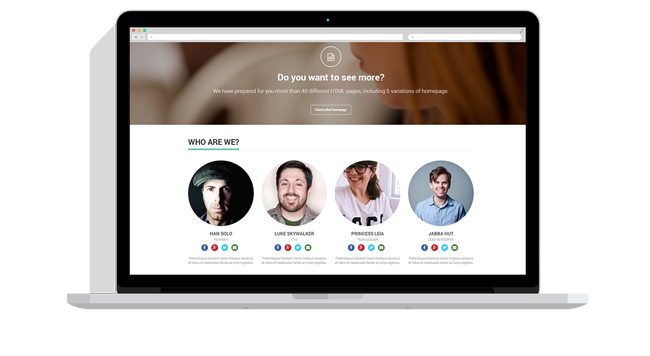 Do you want to see more?
We have prepared for you more than 40 different HTML pages, including 5 variations of homepage.
Check other homepage
WHO ARE WE?
HAN SOLO
FOUNDER
LUKE SKYWALKER
CTO
PRINCESS LEIA
JABBA HUT
LEAD DEVELOPER
Pellentesque habitant morbi tristique senectus
et netus et malesuada fames ac turpis egestas.
Pellentesque habitant morbi tristique senectus
et netus et malesuada fames ac turpis egestas.
Pellentesque habitant morbi tristique senectus
et netus et malesuada fames ac turpis egestas.
Pellentesque habitant morbi tristique senectus
et netus et malesuada fames ac turpis egestas.